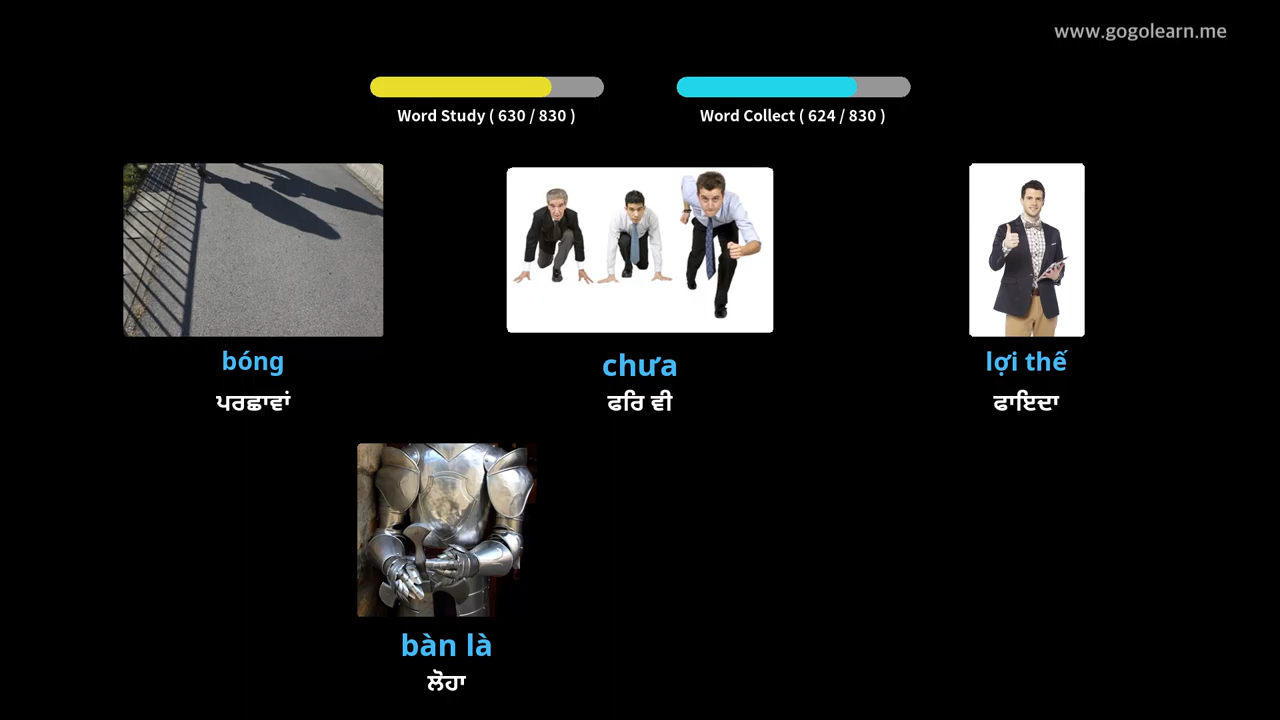 www.gogolearn.me
Word Study ( 630 / 830 )
Word Collect ( 624 / 830 )
bóng
ਪਰਛਾਵਾਂ
chưa
ਫਰਿ ਵੀ
lợi thế
ਫਾਇਦਾ
bàn là
ਲੋਹਾ